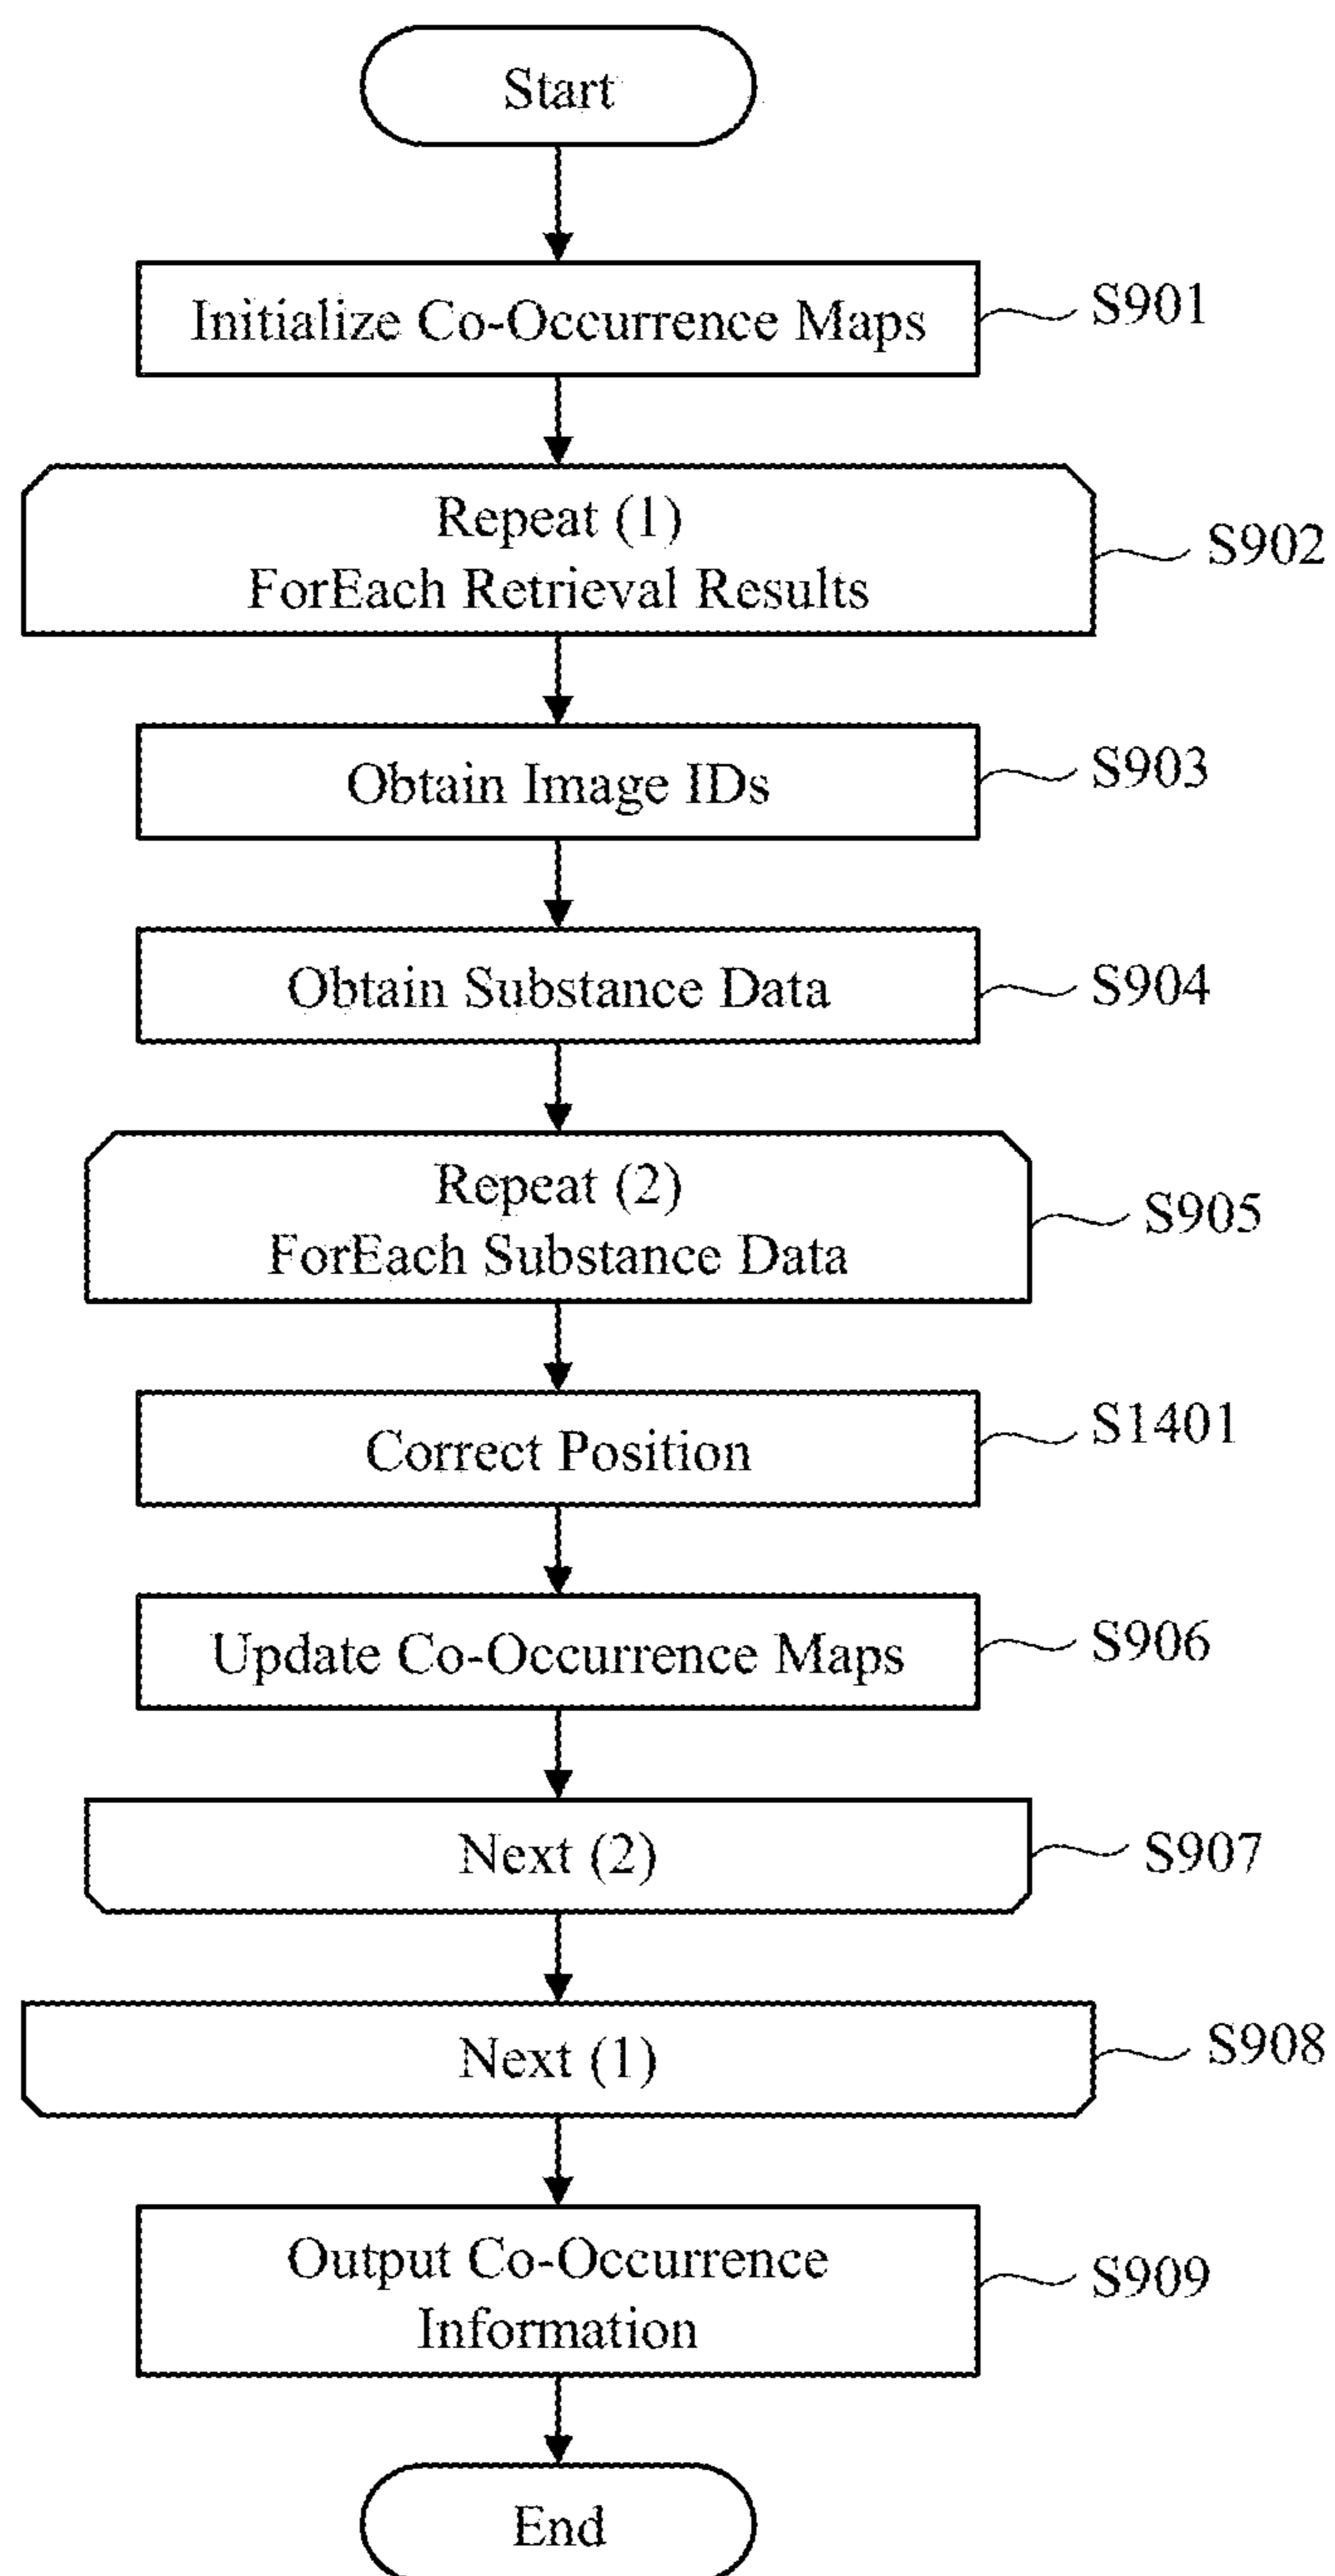 Start
Initialize Co-Occurrence Maps
S901
Repeat (1)
ForEach Retrieval Results
S902
Obtain Image IDs
S903
Obtain Substance Data
S904
Repeat (2)
ForEach Substance Data
S905
Correct Position
S1401
Update Co-Occurrence Maps
S906
Next (2)
S907
Next (1)
S908
Output Co-Occurrence
Information
S909
End